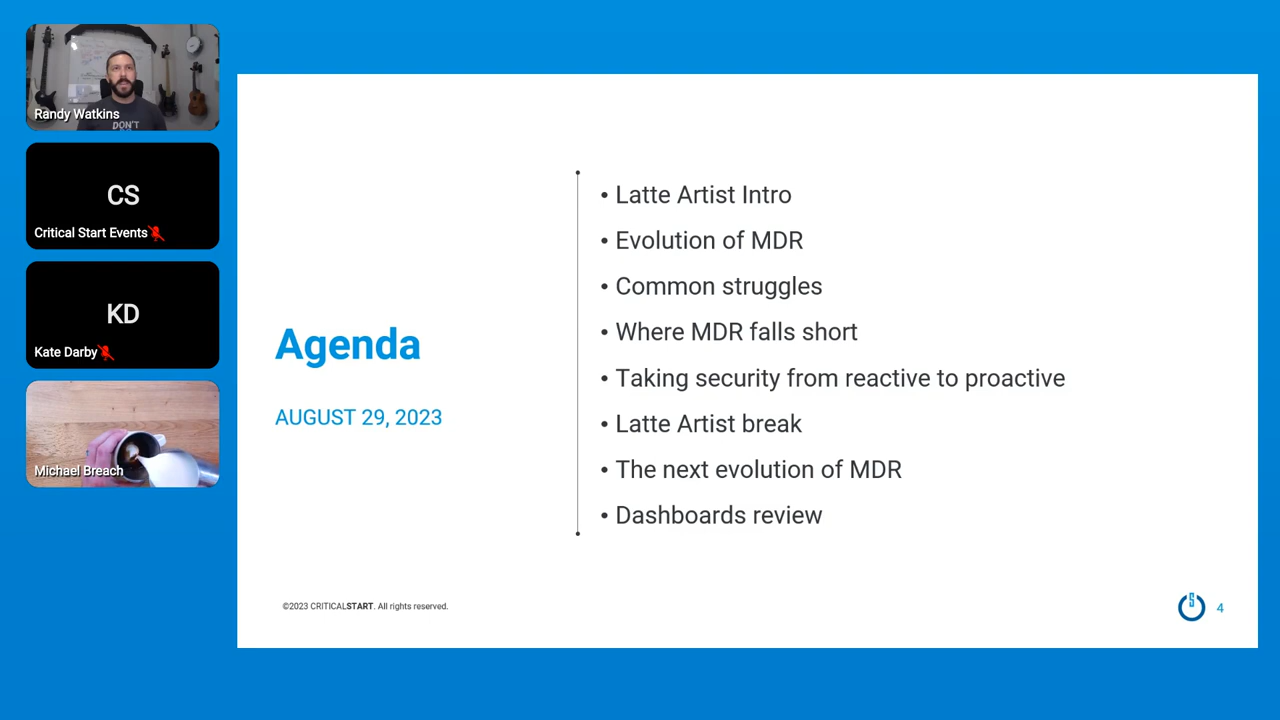 Randy Watkins
DON'T
CS
Critical Start Events
KD
Kate Darby
Michael Breach
Agenda
AUGUST 29, 2023
• Latte Artist Intro
• Evolution of MDR
• Common struggles
• Where MDR falls short
• Taking security from reactive to proactive
• Latte Artist break
• The next evolution of MDR
• Dashboards review
©2023 CRITICALSTART. All rights reserved.
4